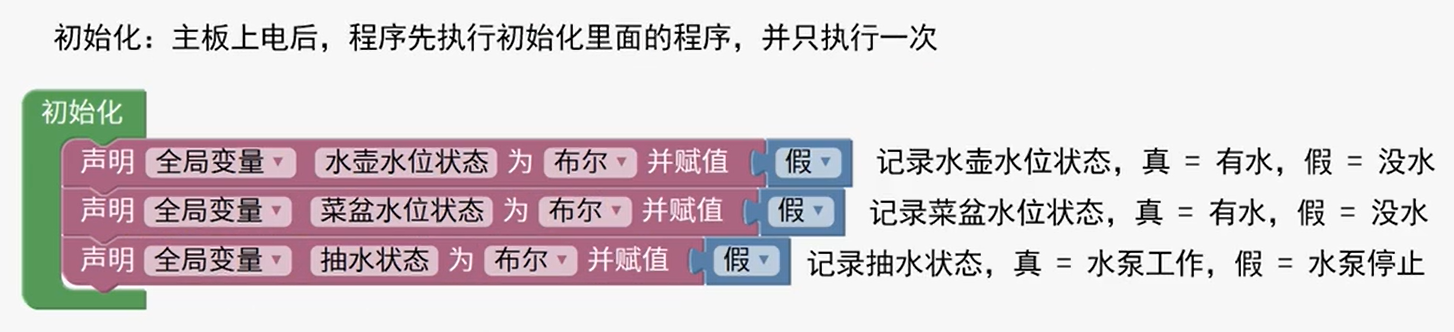 初始化：主板上电后，程序先执行初始化里面的程序，并只执行一次
初始化
声明 全局变量 水壶水位状态 为 布尔 并赋值 假 记录水壶水位状态，真 = 有水，假 = 没水
声明 全局变量 菜盆水位状态 为 布尔 并赋值 假 记录菜盆水位状态，真 = 有水，假 = 没水
声明 全局变量 抽水状态 为 布尔 并赋值 假 记录抽水状态，真 = 水泵工作，假 = 水泵停止